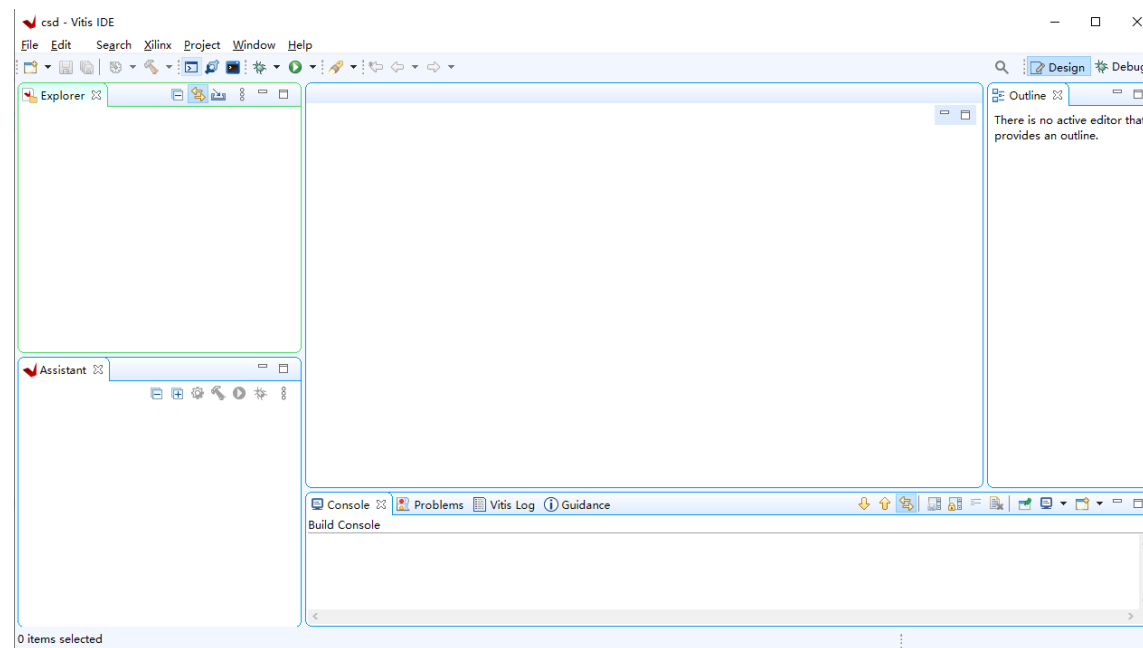 csd - Vitis IDE
File Edit Search Xilinx Project Window Help
Design Debug
Explorer
Outline
There is no active editor that
provides an outline.
Assistant
Console Problems Vitis Log Guidance
Build Console
0 items selected